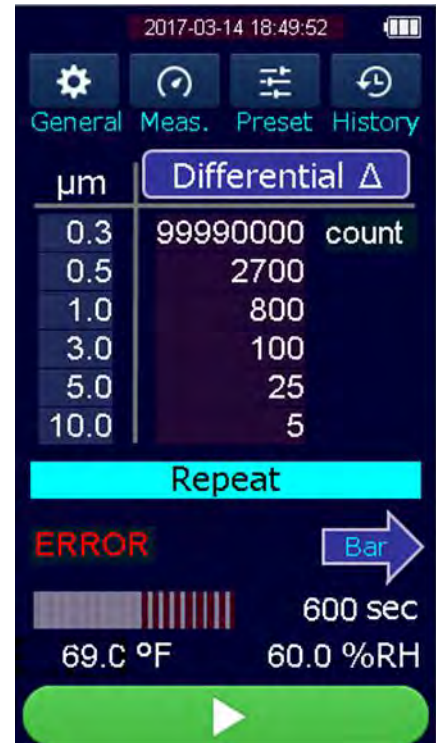 2017-03-14 18:49:52
General Meas. Preset History
µm Differential Δ
0.3 99990000 count
0.5 2700
1.0 800
3.0 100
5.0 25
10.0 5
Repeat
ERROR Bar
600 sec
69.0 °F 60.0 %RH